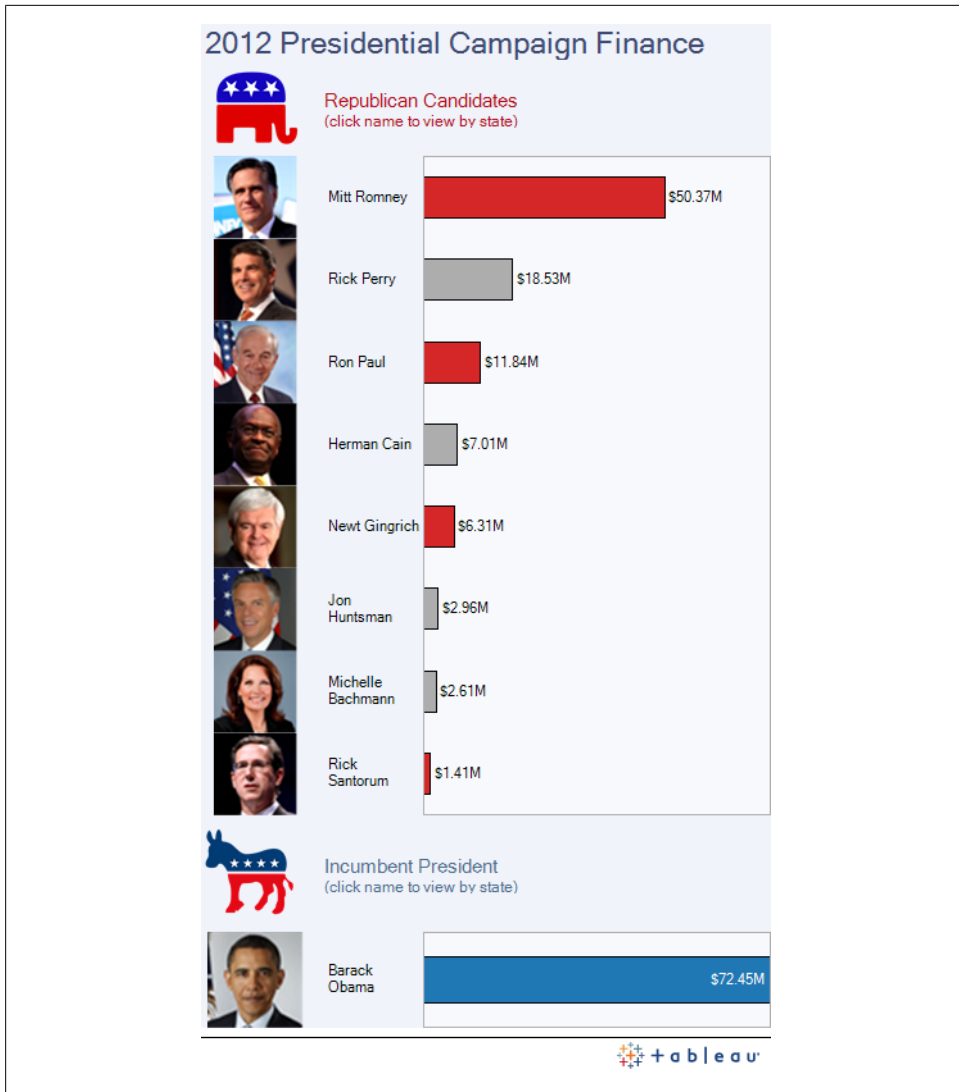 2012 Presidential Campaign Finance
Republican Candidates
(click name to view by state)
Mitt Romney
$50.37M
Rick Perry
$18.53M
Ron Paul
$11.84M
Herman Cain
$7.01M
Newt Gingrich
$6.31M
Jon
Huntsman
$2.96M
Michelle
Bachmann
$2.61M
Rick
Santorum
$1.41M
Incumbent President
(click name to view by state)
Barack
Obama
$72.45M
tableau